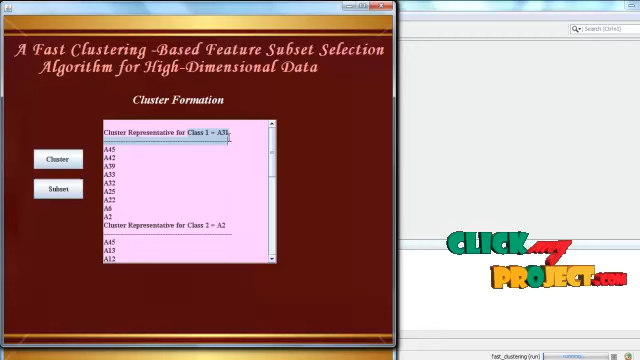 A Fast Clustering -Based Feature Subset Selection
Algorithm for High-Dimensional Data
Cluster Formation
Cluster Representative for Class 1 = A31
A45
A42
A39
A33
A32
A25
A22
A6
A2
Cluster Representative for Class 2 = A2
A45
A13
A12
Cluster
Subset
Search (Ctrl+I)
CLICK my
PROJECT.COM
fast_clustering (run)
running...